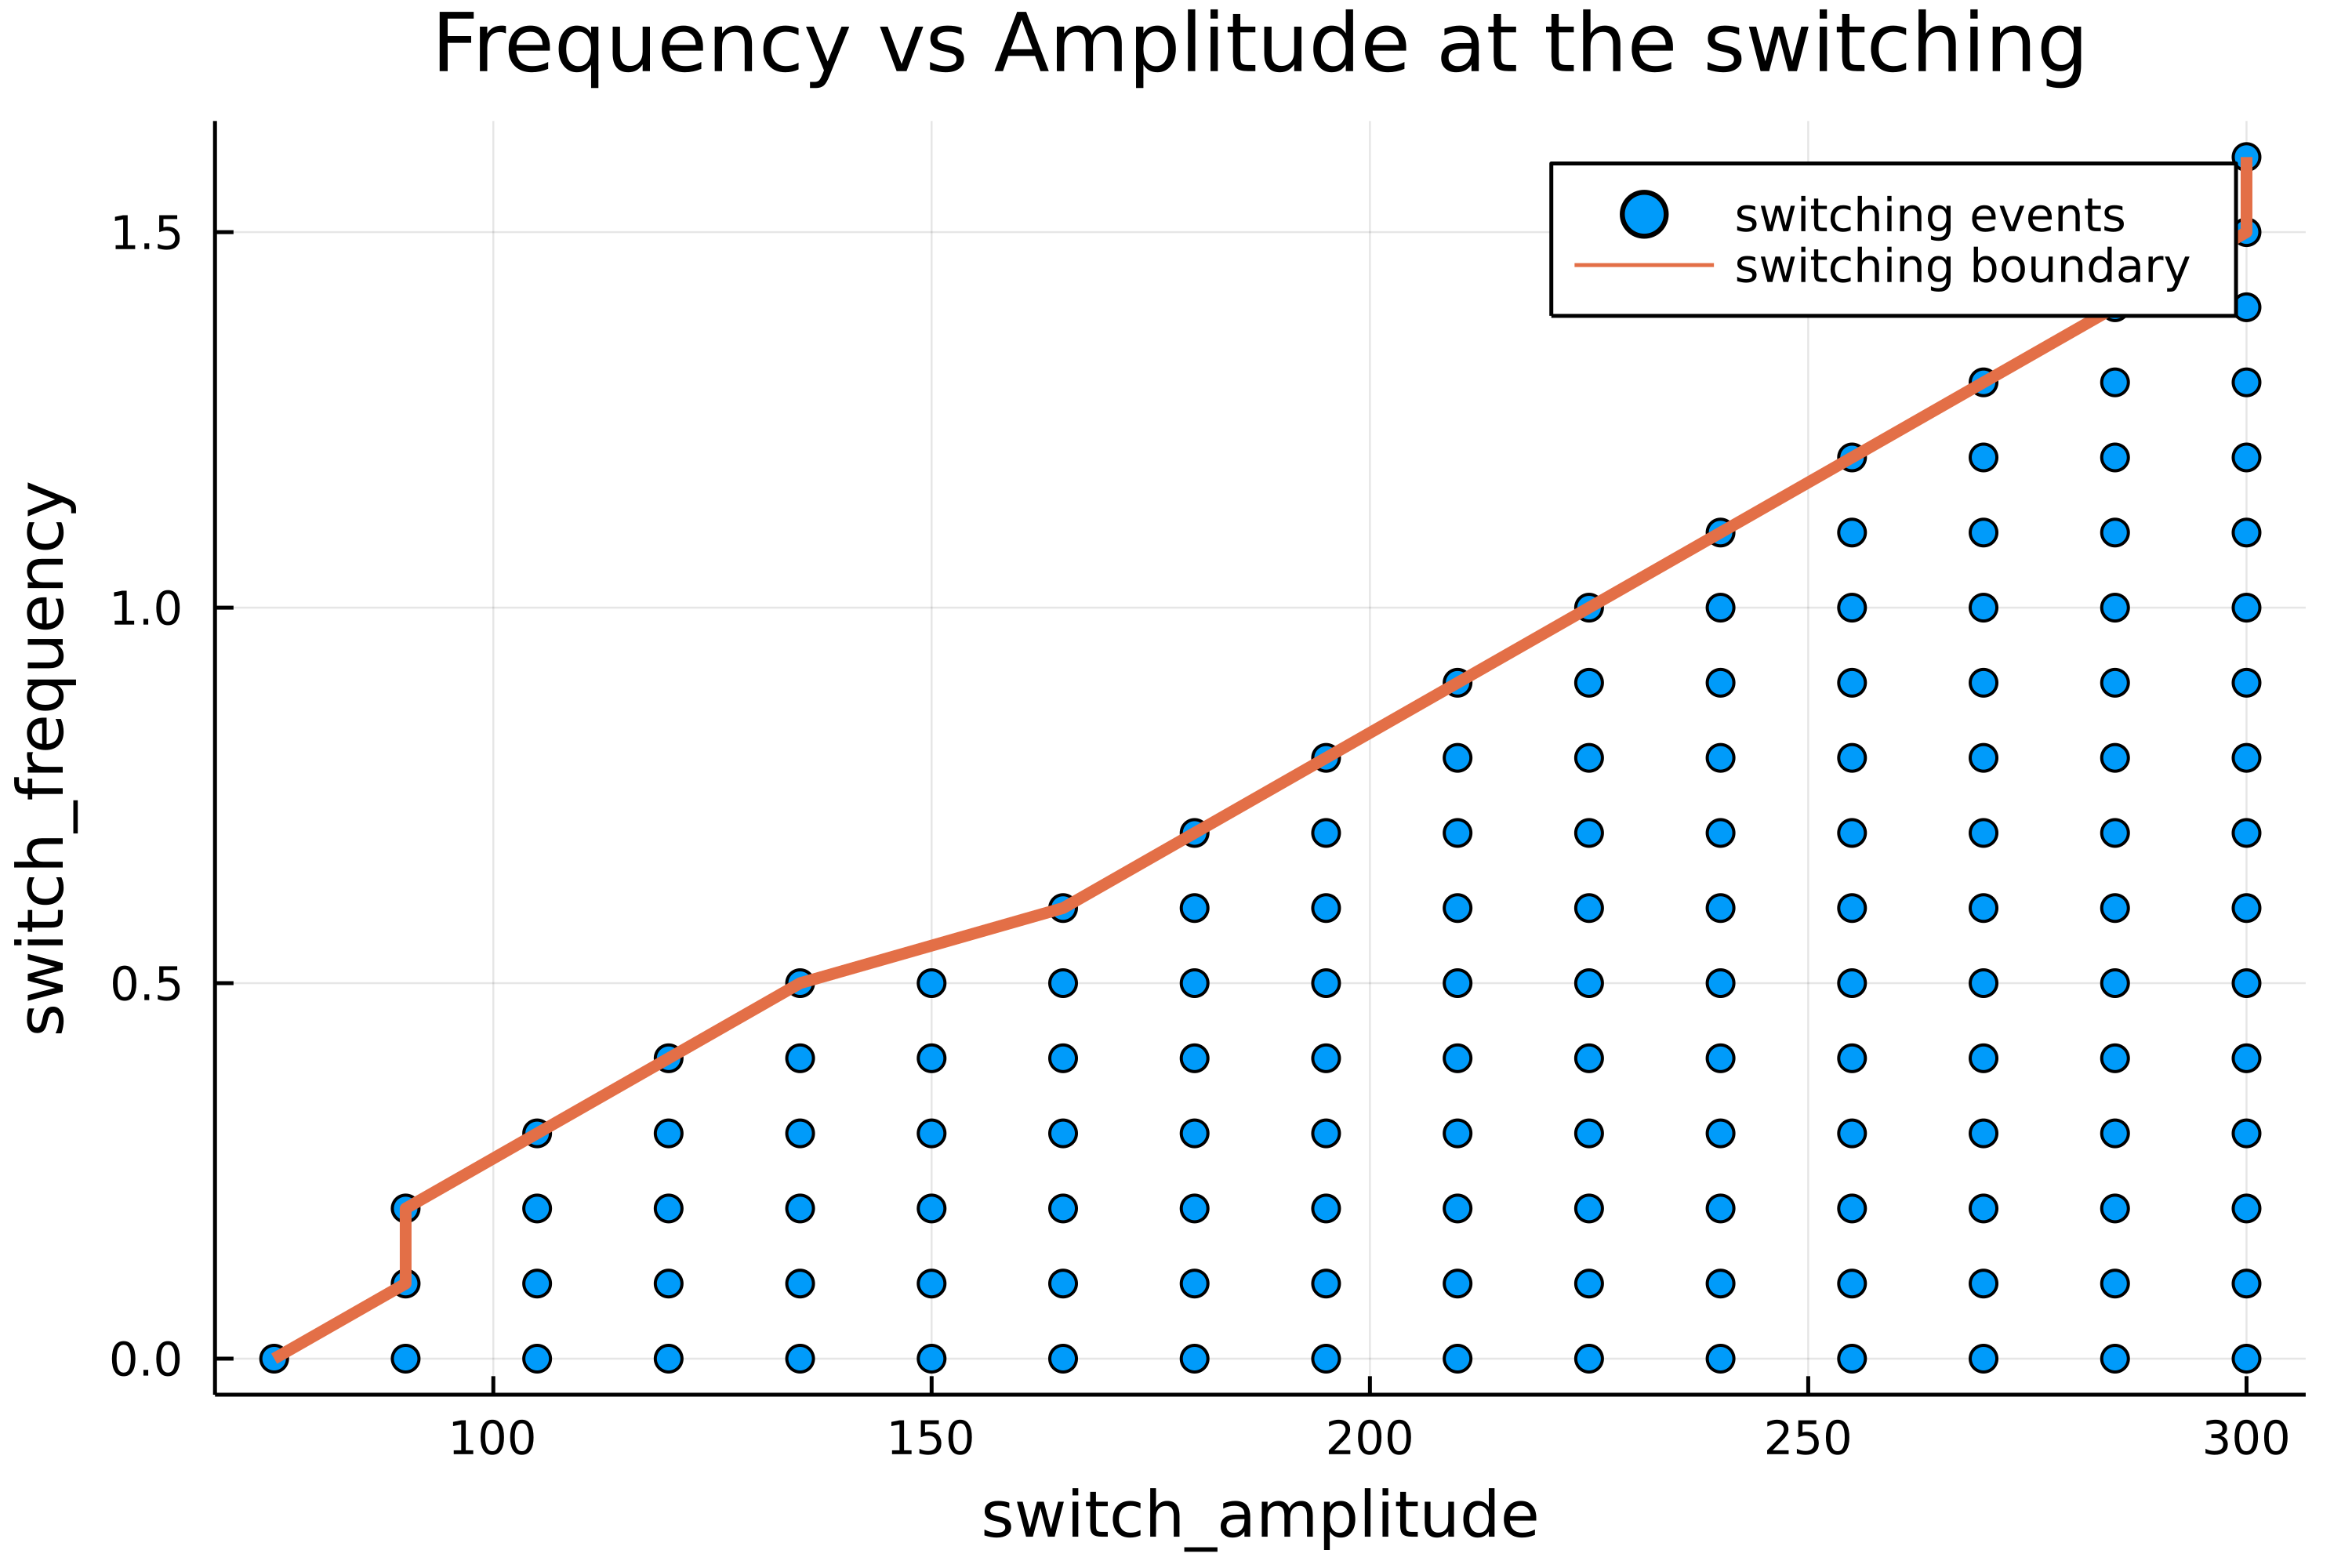 Frequency vs Amplitude at the switching
switching events
switching boundary
1.5
1.0
0.5
0.0
switch_frequency
100 150 200 250 300
switch_amplitude